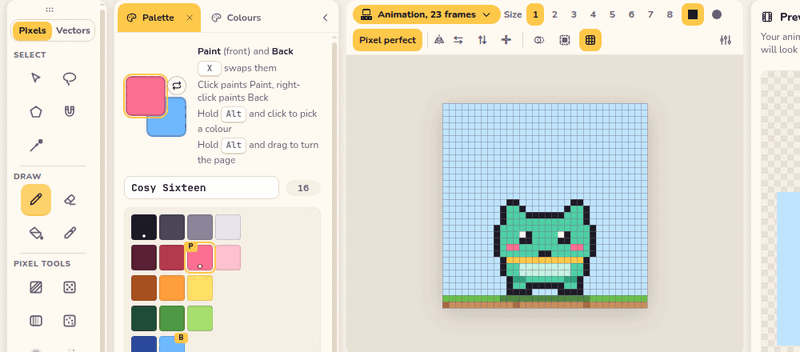 Pixels
Vectors
SELECT
DRAW
PIXEL TOOLS
Palette
×
Colours
Paint (front) and Back
X swaps them
Click paints Paint, right-
click paints Back
Hold Alt and click to pick
a colour
Hold Alt and drag to turn
the page
Cosy Sixteen
16
P
B
Animation, 23 frames
Size 1 2 3 4 5 6 7 8
Pixel perfect
Your anim
will look